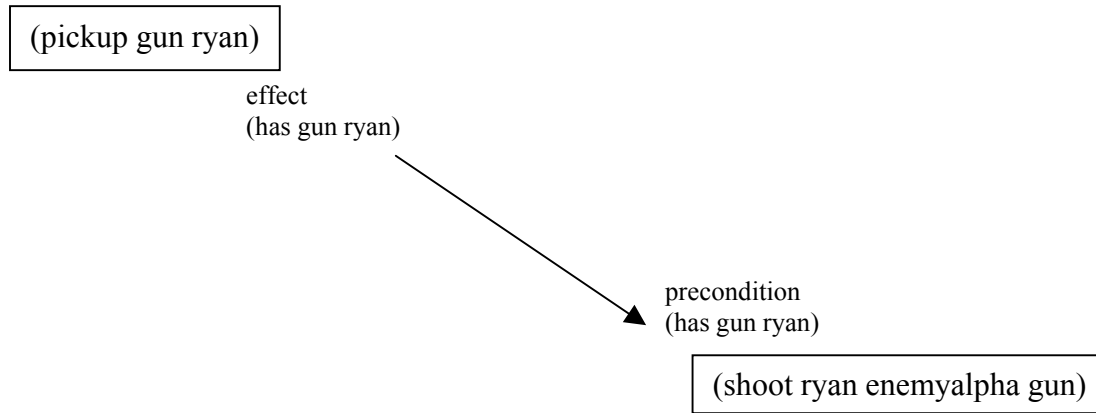 (pickup gun ryan)
effect
(has gun ryan)
precondition
(has gun ryan)
(shoot ryan enemyalpha gun)